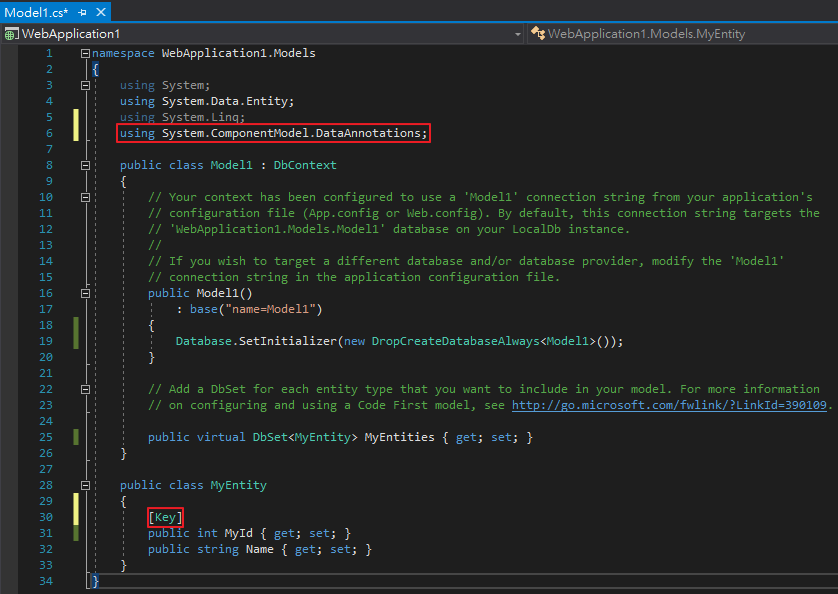 Model1.cs*
WebApplication1 WebApplication1.Models.MyEntity
1 namespace WebApplication1.Models
2 {
3 using System;
4 using System.Data.Entity;
5 using System.Linq;
6 using System.ComponentModel.DataAnnotations;
7
8 public class Model1 : DbContext
9 {
10 // Your context has been configured to use a 'Model1' connection string from your application's
11 // configuration file (App.config or Web.config). By default, this connection string targets the
12 // 'WebApplication1.Models.Model1' database on your LocalDb instance.
13 //
14 // If you wish to target a different database and/or database provider, modify the 'Model1'
15 // connection string in the application configuration file.
16 public Model1()
17 : base("name=Model1")
18 {
19 Database.SetInitializer(new DropCreateDatabaseAlways<Model1>());
20 }
21
22 // Add a DbSet for each entity type that you want to include in your model. For more information
23 // on configuring and using a Code First model, see http://go.microsoft.com/fwlink/?LinkId=390109.
24
25 public virtual DbSet<MyEntity> MyEntities { get; set; }
26 }
27
28 public class MyEntity
29 {
30 [Key]
31 public int MyId { get; set; }
32 public string Name { get; set; }
33 }
34 }